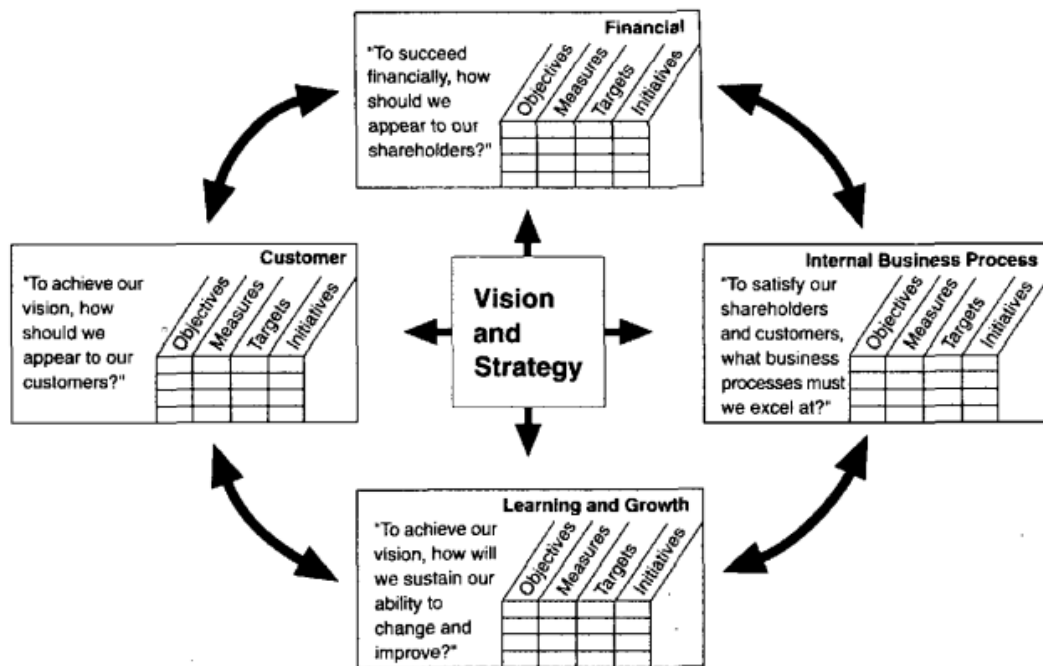 Financial
"To succeed
financially, how
should we
appear to our
shareholders?"
Objectives
Measures
Targets
Initiatives
Customer
"To achieve our
vision, how
should we
appear to our
customers?"
Objectives
Measures
Targets
Initiatives
Vision
and
Strategy
Internal Business Process
"To satisfy our
shareholders
and customers,
what business
processes must
we excel at?"
Objectives
Measures
Targets
Initiatives
Learning and Growth
"To achieve our
vision, how will
we sustain our
ability to
change and
improve?"
Objectives
Measures
Targets
Initiatives